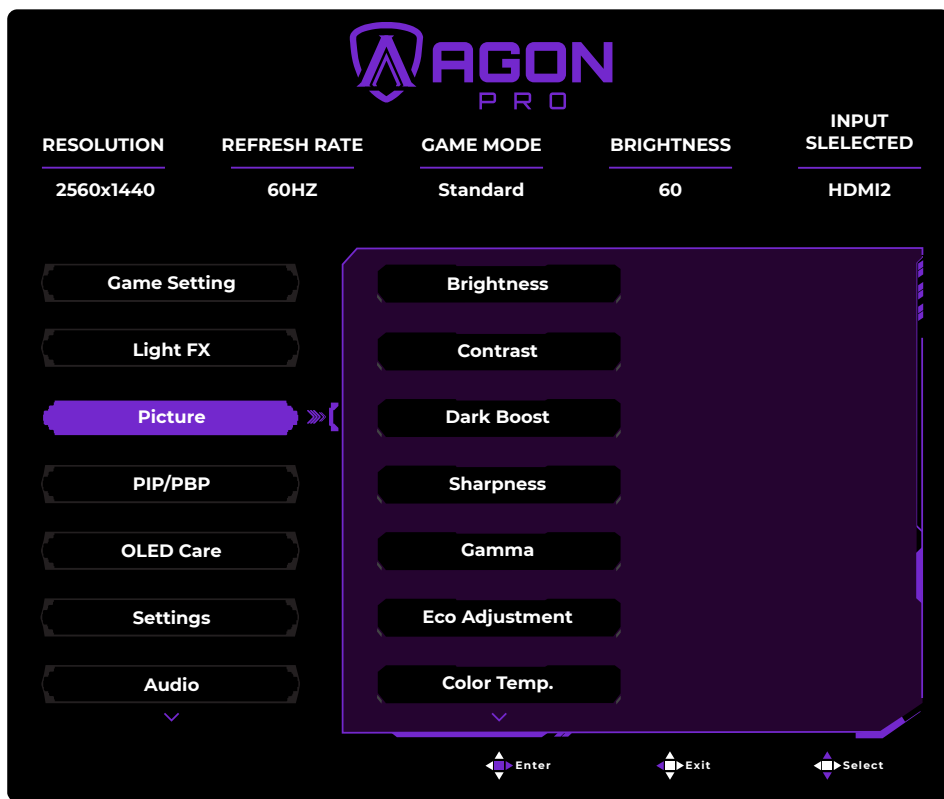 AGON
PRO
RESOLUTION
REFRESH RATE
GAME MODE
BRIGHTNESS
INPUT
SLELECTED
2560x1440
60HZ
Standard
60
HDMI2
Game Setting
Light FX
Picture
PIP/PBP
OLED Care
Settings
Audio
Brightness
Contrast
Dark Boost
Sharpness
Gamma
Eco Adjustment
Color Temp.
Enter
Exit
Select